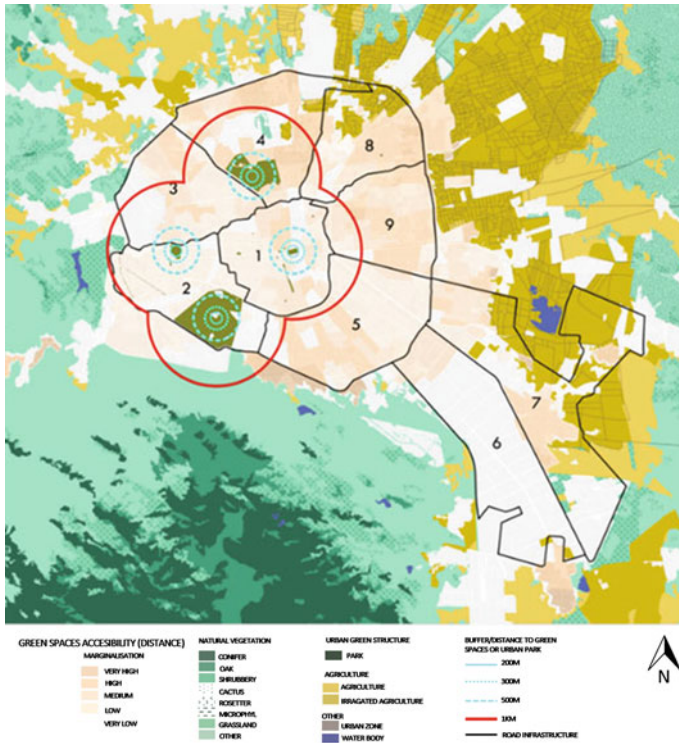 4
8
3
9
1
2
5
7
6
GREEN SPACES ACCESIBILITY (DISTANCE)
MARGINALISATION
VERY HIGH
HIGH
MEDIUM
LOW
VERY LOW
NATURAL VEGETATION
CONIFER
OAK
SHRUBBERY
CACTUS
ROSETTER
MICROPHYL
GRASSLAND
OTHER
URBAN GREEN STRUCTURE
PARK
AGRICULTURE
AGRICULTURE
IRRAGATED AGRICULTURE
OTHER
URBAN ZONE
WATER BODY
BUFFER/DISTANCE TO GREEN
SPACES OR URBAN PARK
200M
300M
500M
1KM
ROAD INFRASTRUCTURE
N